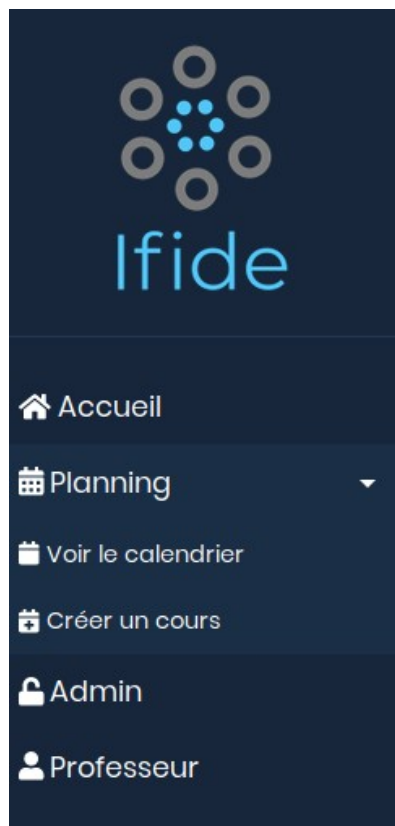 Ifide
Accueil
Planning
Voir le calendrier
Créer un cours
Admin
Professeur